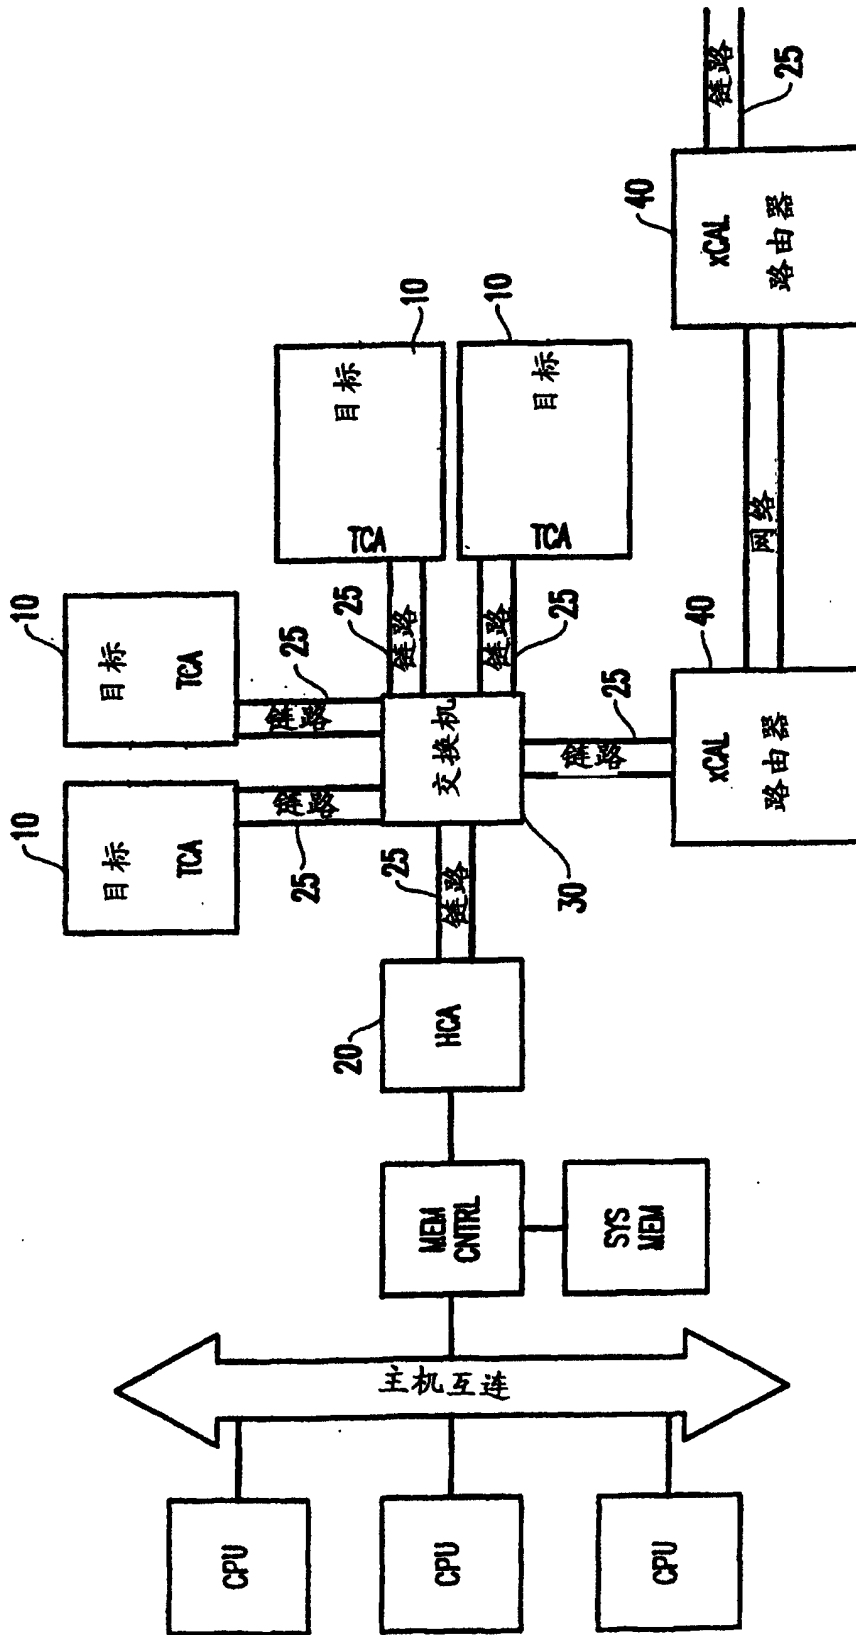 10
10
目标
目标
TCA
TCA
CPU
25
链路
链路
25
20
25
目标
10
TCA
链路
25
CPU
主机互连
MEM
CNTRL
HCA
链路
交换机
链路
10
目标
TCA
25
30
链路
25
SYS
MEM
CPU
40
40
xCAL
路由器
网络
xCAL
路由器
链路
25